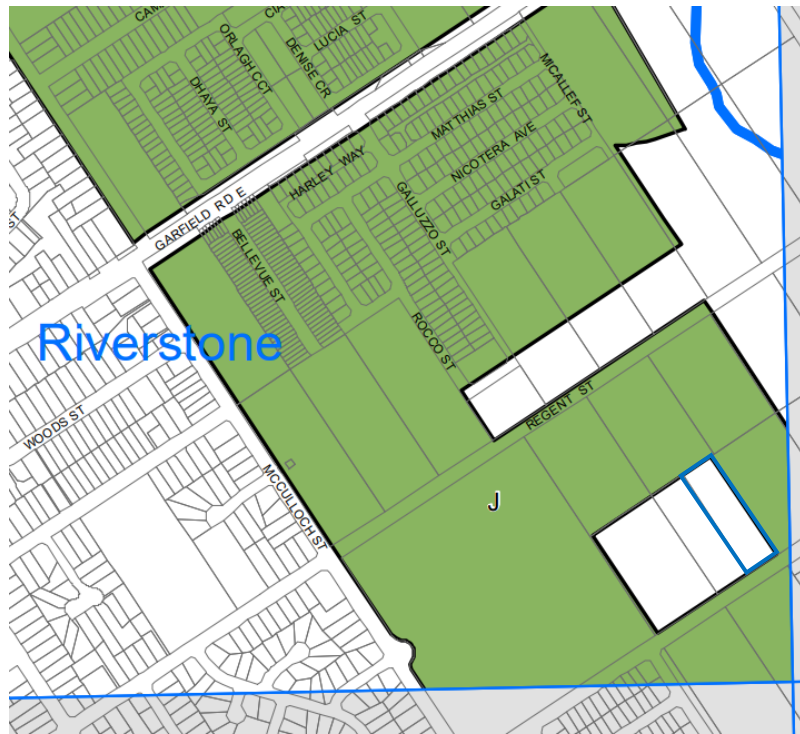 LUCIA ST
ORLAGH CCT
DENISE CR
DHAYA ST
MICALLEF ST
MATTHIAS ST
NICOTERA AVE
HARLEY WAY
GALATI ST
GALLUZZO ST
GARFIELD RD E
BELLEVUE ST
ST
Riverstone
ROCCO ST
REGENT ST
WOODS ST
MCCULLOCH ST
J